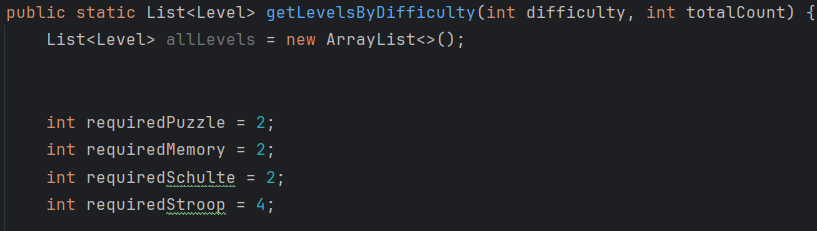 public static List<Level> getLevelsByDifficulty(int difficulty, int totalCount) {
List<Level> allLevels = new ArrayList<>();
int requiredPuzzle = 2;
int requiredMemory = 2;
int requiredSchulte = 2;
int requiredStroop = 4;